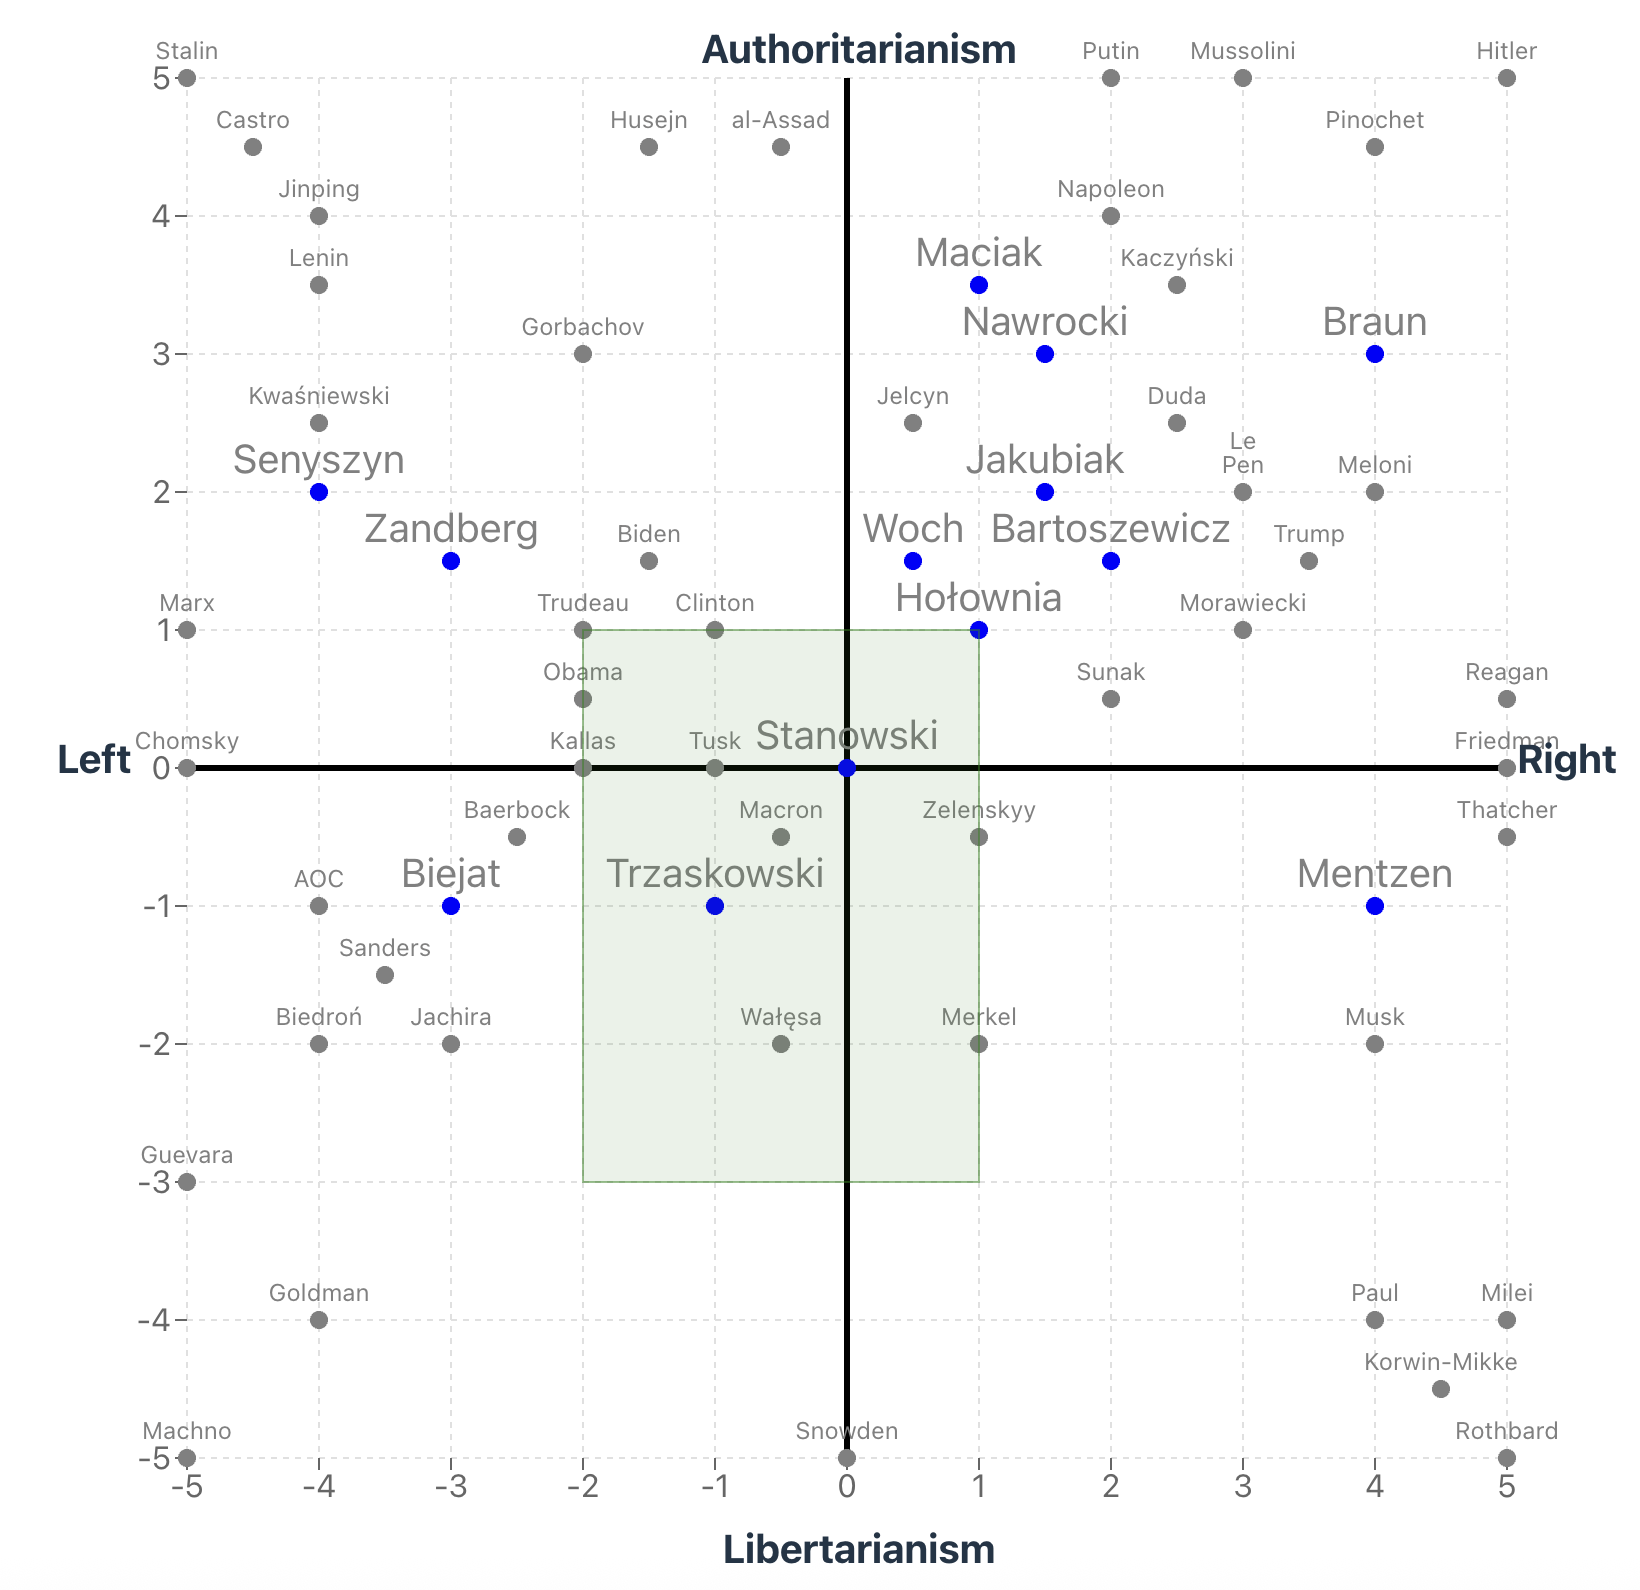 Authoritarianism
Stalin
Putin
Mussolini
Hitler
5
Castro
Husejn
al-Assad
Pinochet
Jinping
Napoleon
4
Lenin
Maciak
Kaczyński
Gorbachov
Nawrocki
Braun
3
Kwaśniewski
Jelcyn
Duda
Senyszyn
Jakubiak
Le
Pen
Meloni
2
Zandberg
Biden
Woch
Bartoszewicz
Trump
Marx
Trudeau
Clinton
Hołownia
Morawiecki
1
Obama
Sunak
Reagan
Chomsky
Kallas
Tusk
Stanowski
Friedman
Left
0
Right
Baerbock
Macron
Zelenskyy
Thatcher
AOC
Biejat
Trzaskowski
Mentzen
-1
Sanders
Biedroń
Jachira
Wałęsa
Merkel
Musk
-2
Guevara
-3
Goldman
Paul
Milei
-4
Korwin-Mikke
Machno
Snowden
Rothbard
-5
-5 -4 -3 -2 -1 0 1 2 3 4 5
Libertarianism